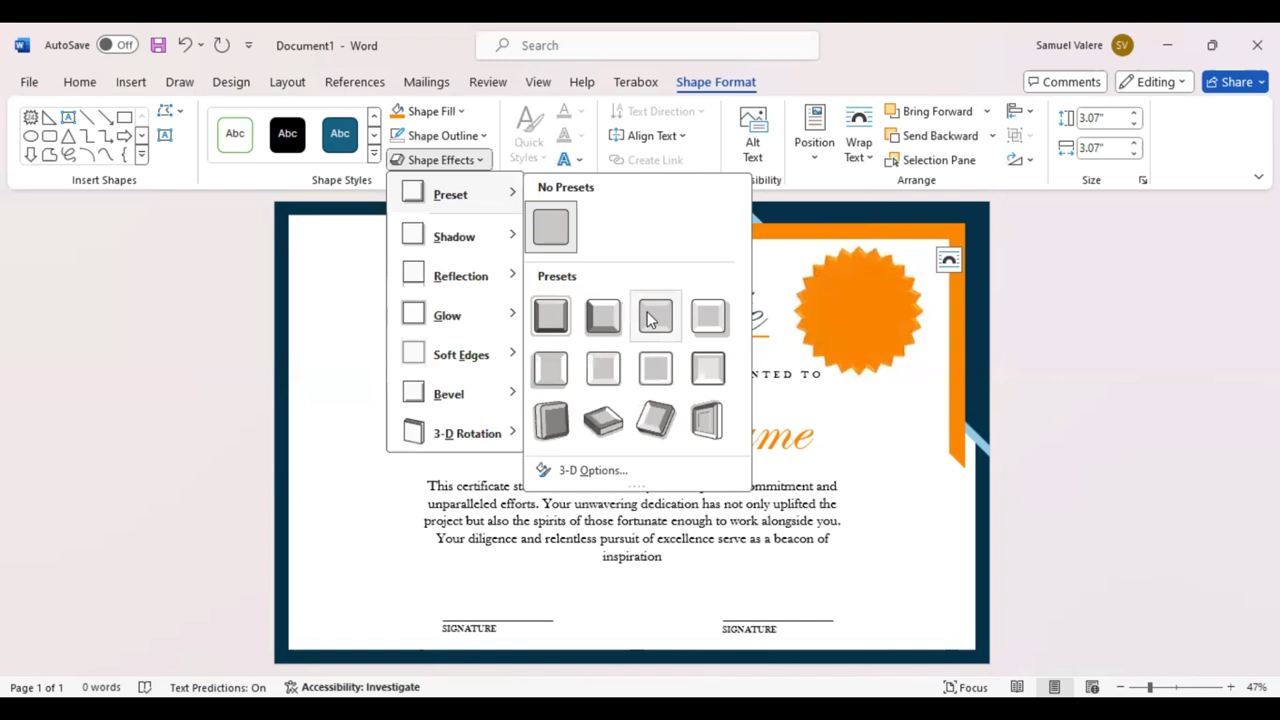 AutoSave Off Document1 - Word Search Samuel Valere SV
File Home Insert Draw Design Layout References Mailings Review View Help Terabox Shape Format Comments Editing Share
Abc Abc Abc
Shape Fill
Shape Outline
Shape Effects
Quick
Styles
Text Direction
Align Text
Create Link
Alt
Text
Position
Wrap
Text
Bring Forward
Send Backward
Selection Pane
3.07"
3.07"
Insert Shapes Shape Styles Arrange Size
Preset
Shadow
Reflection
Glow
Soft Edges
Bevel
3-D Rotation
No Presets
Presets
3-D Options...
This certificate
unparalleled efforts. Your unwavering dedication has not only uplifted the
project but also the spirits of those fortunate enough to work alongside you.
Your diligence and relentless pursuit of excellence serve as a beacon of
inspiration
SIGNATURE SIGNATURE
Page 1 of 1 0 words Text Predictions: On Accessibility: Investigate Focus 47%